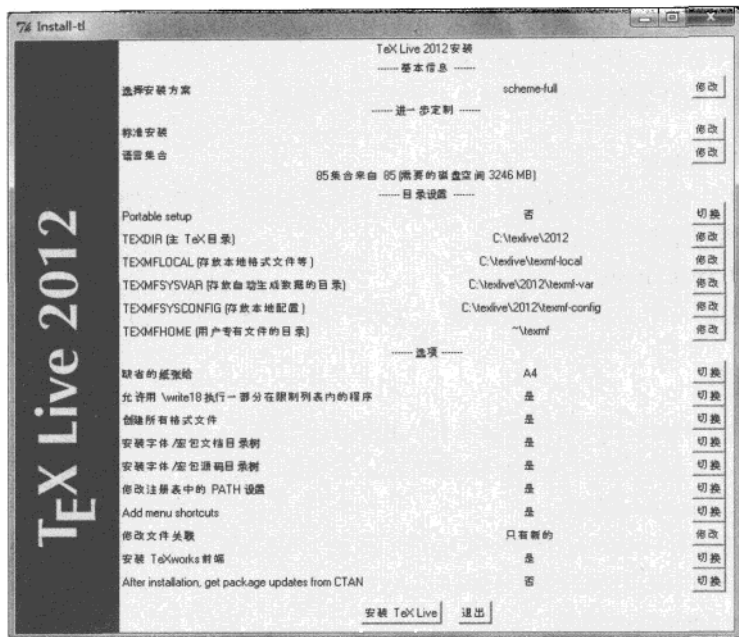 Install-tl
TeX Live 2012安装
------ 基本信息 ------
选择安装方案 scheme-full 修改
------ 进一步定制 ------
标准安装 修改
语言集合 修改
85集合来自 85 (需要的磁盘空间 3246 MB)
------ 目录设置 ------
Portable setup 否 切换
TEXDIR (主 TeX目录) C:\texlive\2012 修改
TEXMFLOCAL (存放本地格式文件等) C:\texlive\texmf-local 修改
TEXMFSYSVAR (存放自动生成数据的目录) C:\texlive\2012\texmf-var 修改
TEXMFSYSCONFIG (存放本地配置) C:\texlive\2012\texmf-config 修改
TEXMFHOME (用户专有文件的目录) ~\texmf 修改
------ 选项 ------
缺省的纸张给 A4 切换
允许用 \write18 执行一部分在限制列表内的程序 是 切换
创建所有格式文件 是 切换
安装字体/宏包文档目录树 是 切换
安装字体/宏包源码目录树 是 切换
修改注册表中的 PATH 设置 是 切换
Add menu shortcuts 是 切换
修改文件关联 只有新的 修改
安装 TeXworks前端 是 切换
After installation, get package updates from CTAN 否 切换
安装 TeX Live 退出
TEX Live 2012